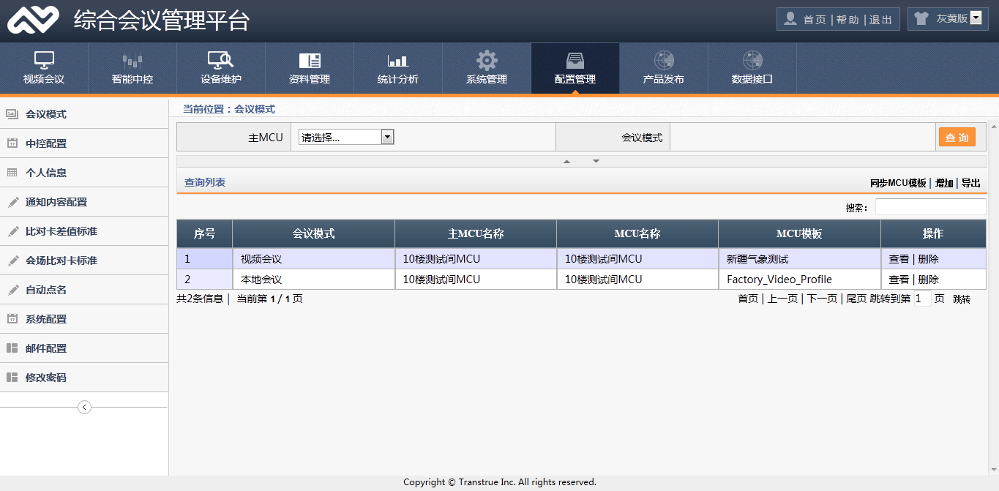 综合会议管理平台
首页 | 帮助 | 退出
灰黄版
视频会议 智能中控 设备维护 资料管理 统计分析 系统管理 配置管理 产品发布 数据接口
会议模式
中控配置
个人信息
通知内容配置
比对卡差值标准
会场比对卡标准
自动点名
系统配置
邮件配置
修改密码
当前位置：会议模式
主MCU 请选择... 会议模式 查 询
查询列表 同步MCU模板 | 增加 | 导出
搜索：
序号 会议模式 主MCU名称 MCU名称 MCU模板 操作
1 视频会议 10楼测试间MCU 10楼测试间MCU 新疆气象测试 查看 | 删除
2 本地会议 10楼测试间MCU 10楼测试间MCU Factory_Video_Profile 查看 | 删除
共2条信息 | 当前第 1 / 1 页 首页 | 上一页 | 下一页 | 尾页 跳转到第 1 页 跳转
Copyright © Transtrue Inc. All rights reserved.